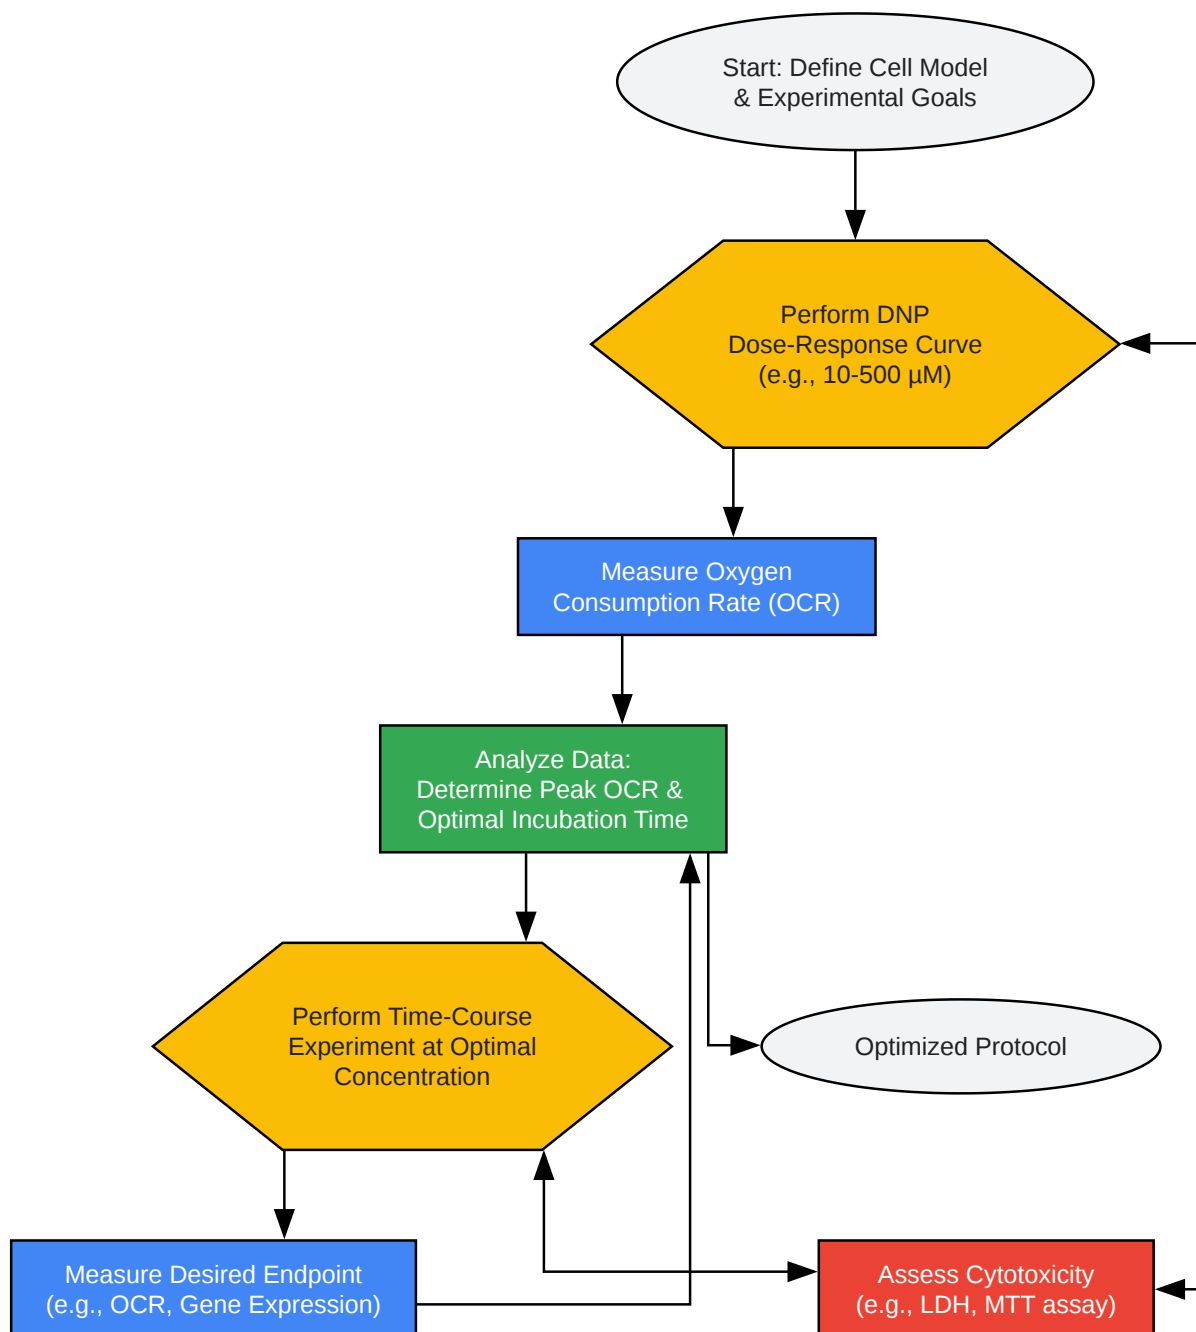 Start: Define Cell Model
& Experimental Goals
Perform DNP
Dose-Response Curve
(e.g., 10-500 µM)
Measure Oxygen
Consumption Rate (OCR)
Analyze Data:
Determine Peak OCR &
Optimal Incubation Time
Perform Time-Course
Experiment at Optimal
Concentration
Optimized Protocol
Measure Desired Endpoint
(e.g., OCR, Gene Expression)
Assess Cytotoxicity
(e.g., LDH, MTT assay)